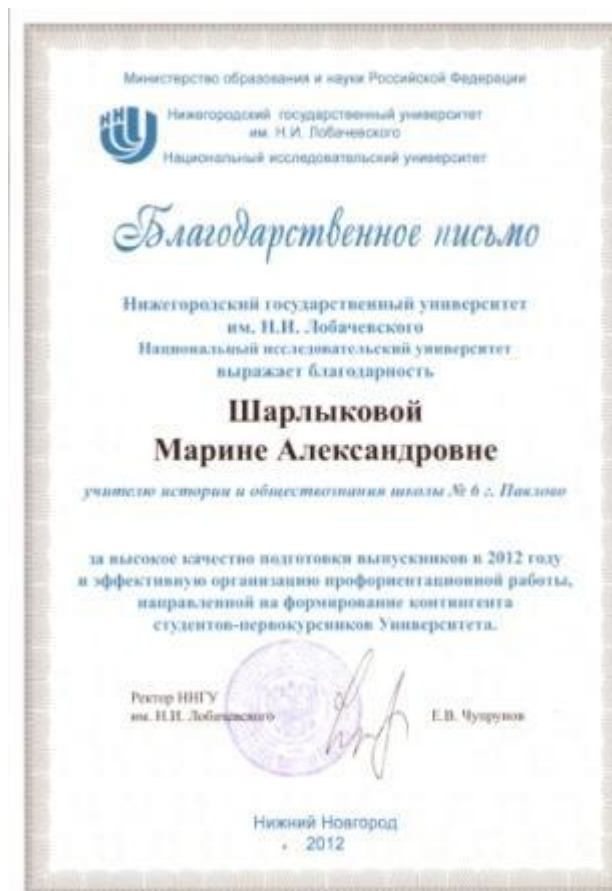 Министерство образования и науки Российской Федерации
ННГУ
Нижегородский государственный университет
им. Н.И. Лобачевского
Национальный исследовательский университет
Благодарственное письмо
Нижегородский государственный университет
им. Н.И. Лобачевского
Национальный исследовательский университет
выражает благодарность
Шарлыковой
Марине Александровне
учителю истории и обществознания школы № 6 г. Павлово
за высокое качество подготовки выпускников в 2012 году
и эффективную организацию профориентационной работы,
направленной на формирование контингента
студентов-первокурсников Университета.
Ректор ННГУ
им. Н.И. Лобачевского
Е.В. Чупрунов
Нижний Новгород
2012